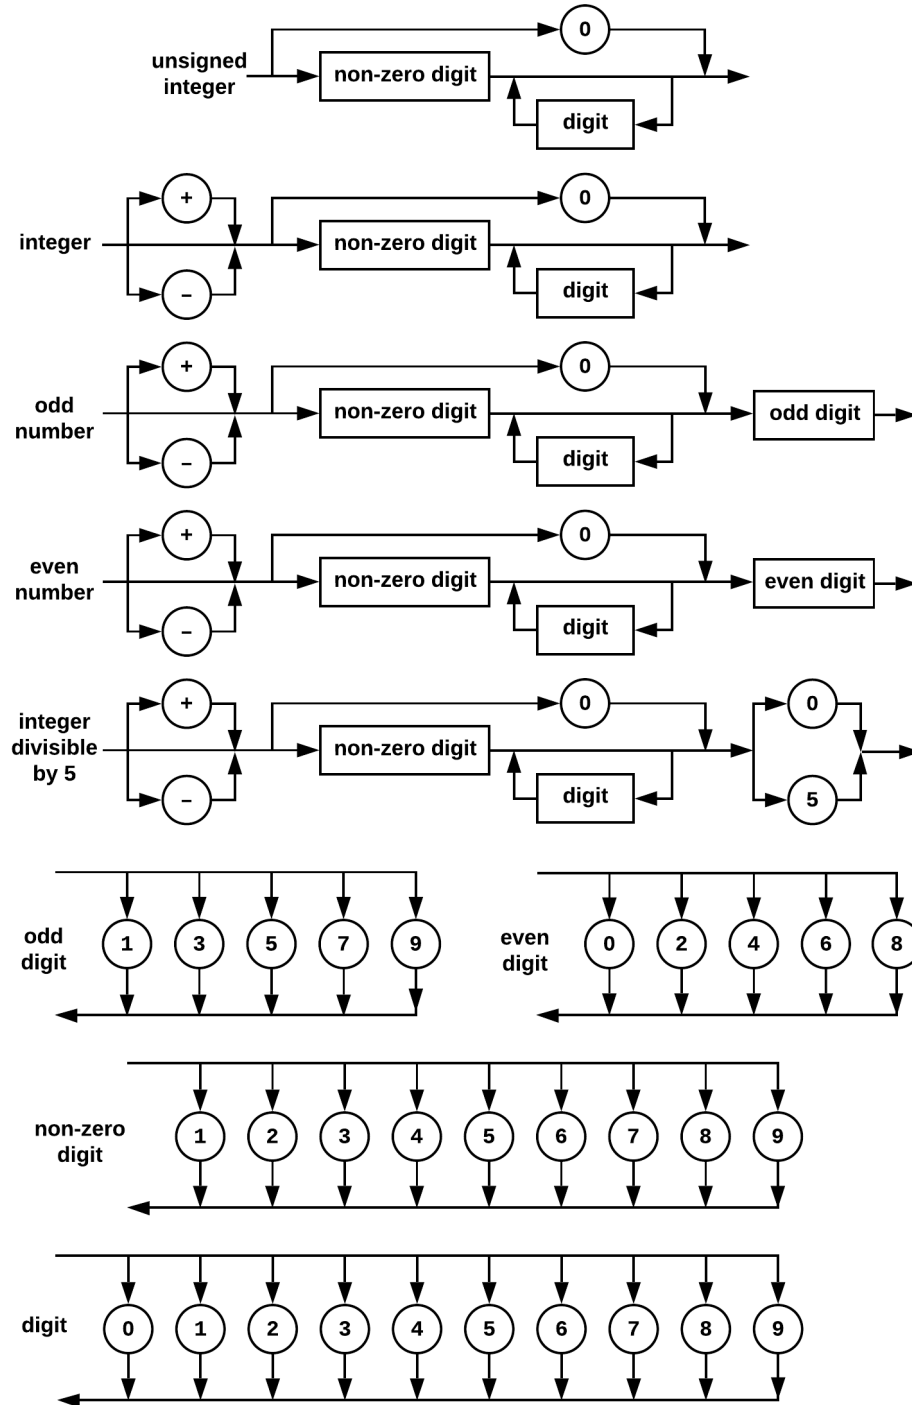 0
unsigned
integer
non-zero digit
digit
+
0
integer
non-zero digit
–
digit
+
0
odd
number
non-zero digit
odd digit
–
digit
+
0
even
number
non-zero digit
even digit
–
digit
+
0
0
integer
divisible
by 5
non-zero digit
–
digit
5
odd
digit
1 3 5 7 9
even
digit
0 2 4 6 8
non-zero
digit
1 2 3 4 5 6 7 8 9
digit
0 1 2 3 4 5 6 7 8 9